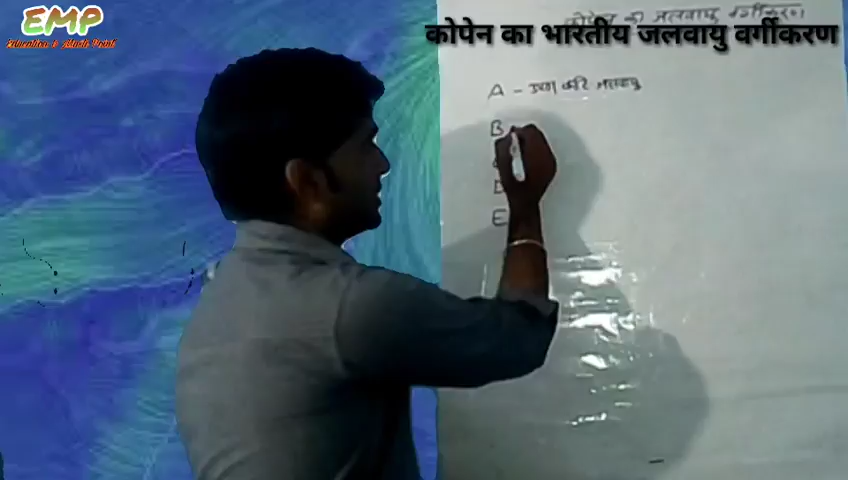 EMP
कोपेन का जलवायु वर्गीकरण
कोपेन का भारतीय जलवायु वर्गीकरण
A - उष्ण कटि जलवायु
B
D
E